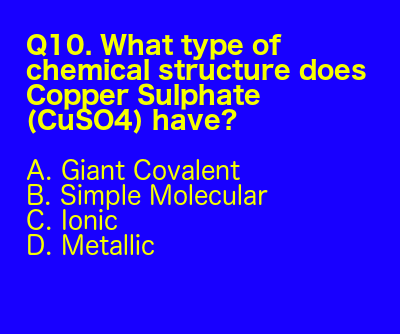 Q10. What type of
chemical structure does
Copper Sulphate
(CuSO4) have?
A. Giant Covalent
B. Simple Molecular
C. Ionic
D. Metallic